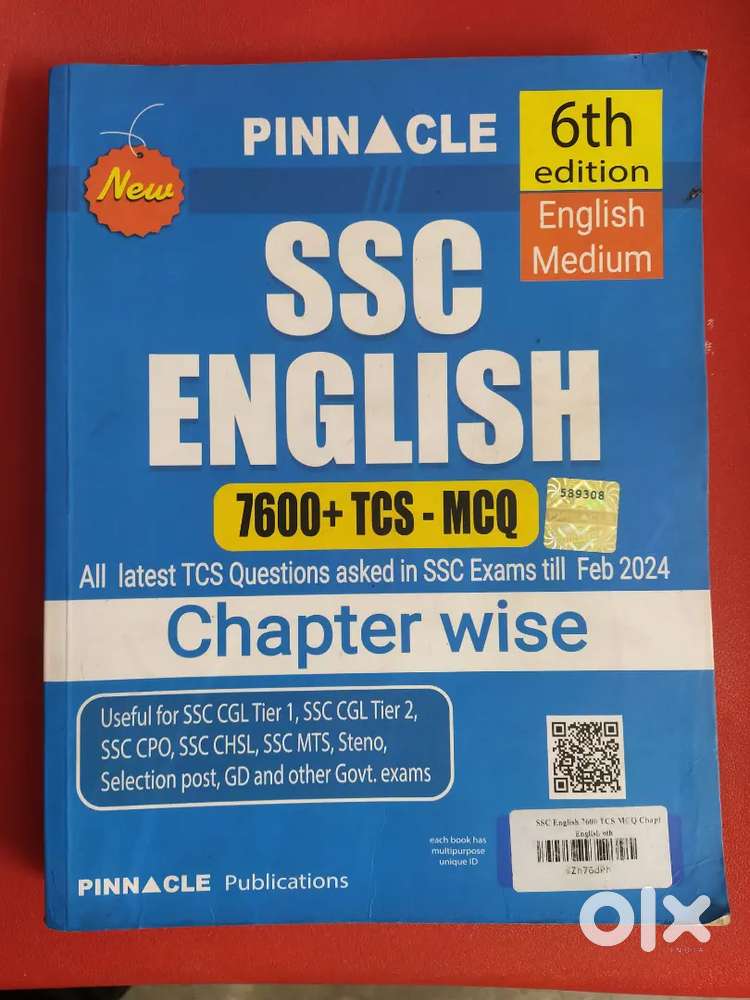 PINNACLE
6th
edition
English
Medium
New
SSC
ENGLISH
7600+ TCS - MCQ
589308
All latest TCS Questions asked in SSC Exams till Feb 2024
Chapter wise
Useful for SSC CGL Tier 1, SSC CGL Tier 2,
SSC CPO, SSC CHSL, SSC MTS, Steno,
Selection post, GD and other Govt. exams
each book has
multipurpose
unique ID
SSC English 7600 TCS MCQ Chapt
English 6th
PINNACLE Publications
olx
INDIA